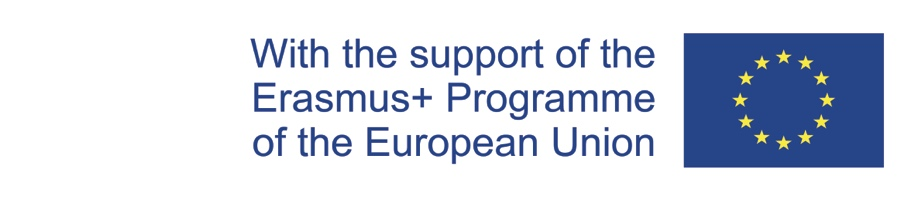 With the support of the
Erasmus+ Programme
of the European Union